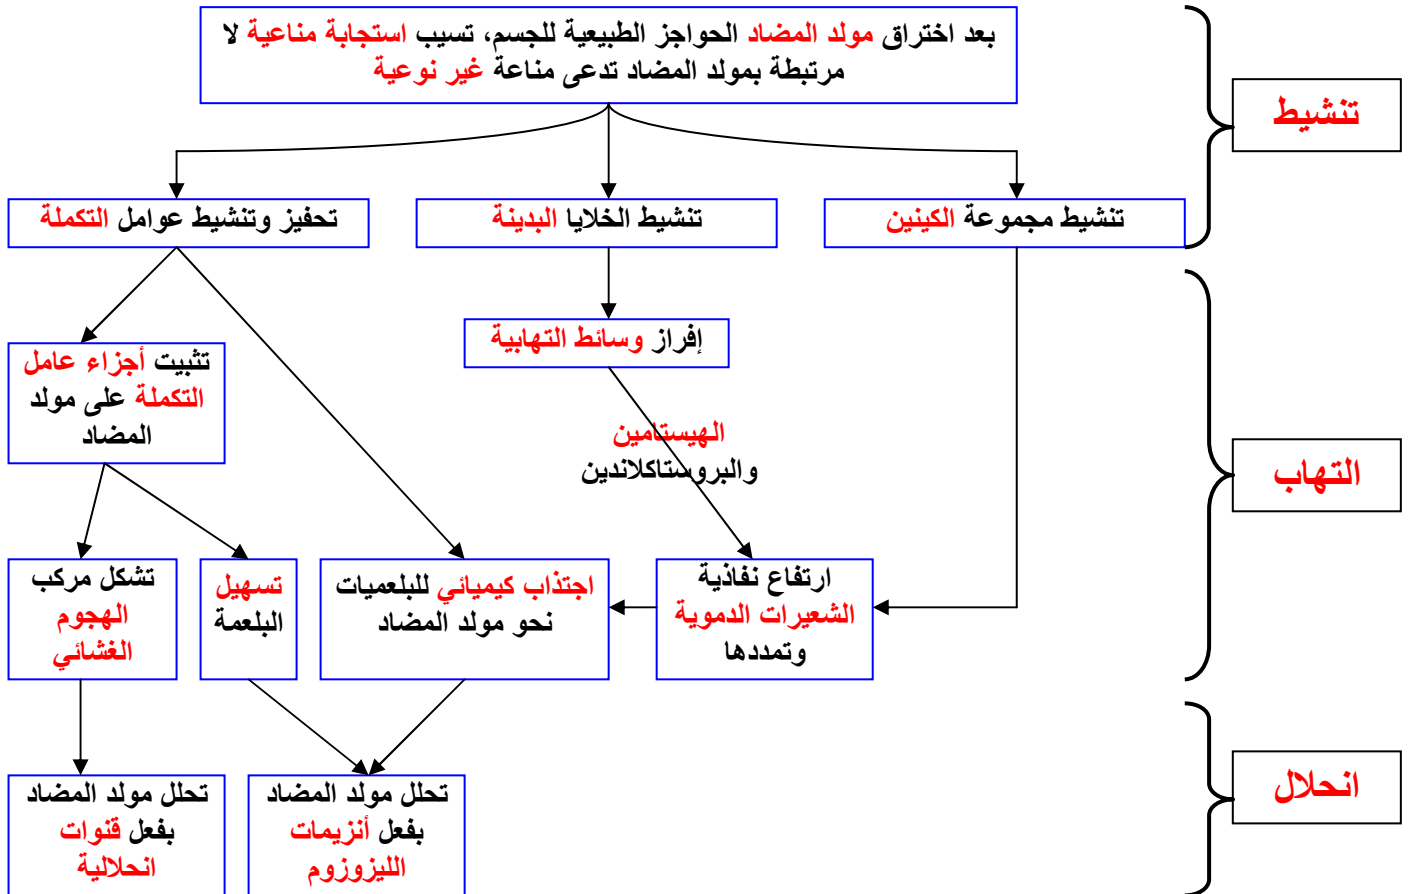 بعد اختراق مولد المضاد الحواجز الطبيعية للجسم، تسبب استجابة مناعية لا
مرتبطة بمولد المضاد تدعى مناعة غير نوعية
تنشيط
تنشيط مجموعة الكينين
تنشيط الخلايا البدينة
تحفيز وتنشيط عوامل التكملة
إفراز وسائط التهابية
تثبيت أجزاء عامل
التكملة على مولد
المضاد
الهيستامين
والبروستاكلاندين
التهاب
ارتفاع نفاذية
الشعيرات الدموية
وتمددها
اجتذاب كيميائي للبلعميات
نحو مولد المضاد
تسهيل
البلعمة
تشكل مركب
الهجوم
الغشائي
انحلال
تحلل مولد المضاد
بفعل أنزيمات
الليزوزوم
تحلل مولد المضاد
بفعل قنوات
انحلالية